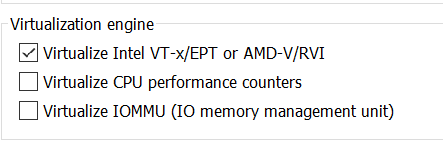 Virtualization engine
Virtualize Intel VT-x/EPT or AMD-V/RVI
Virtualize CPU performance counters
Virtualize IOMMU (IO memory management unit)